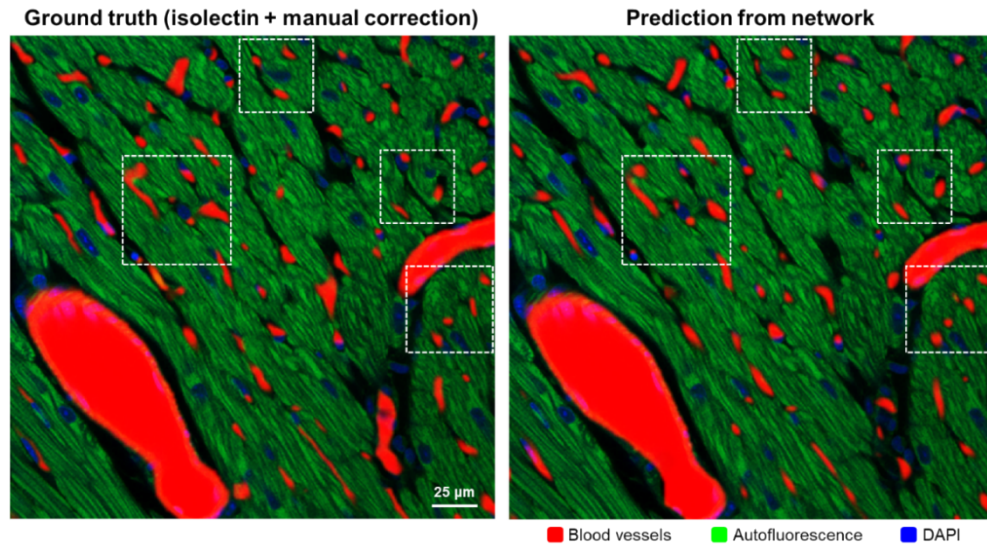 Ground truth (isolectin + manual correction)
Prediction from network
25 µm
Blood vessels
Autofluorescence
DAPI